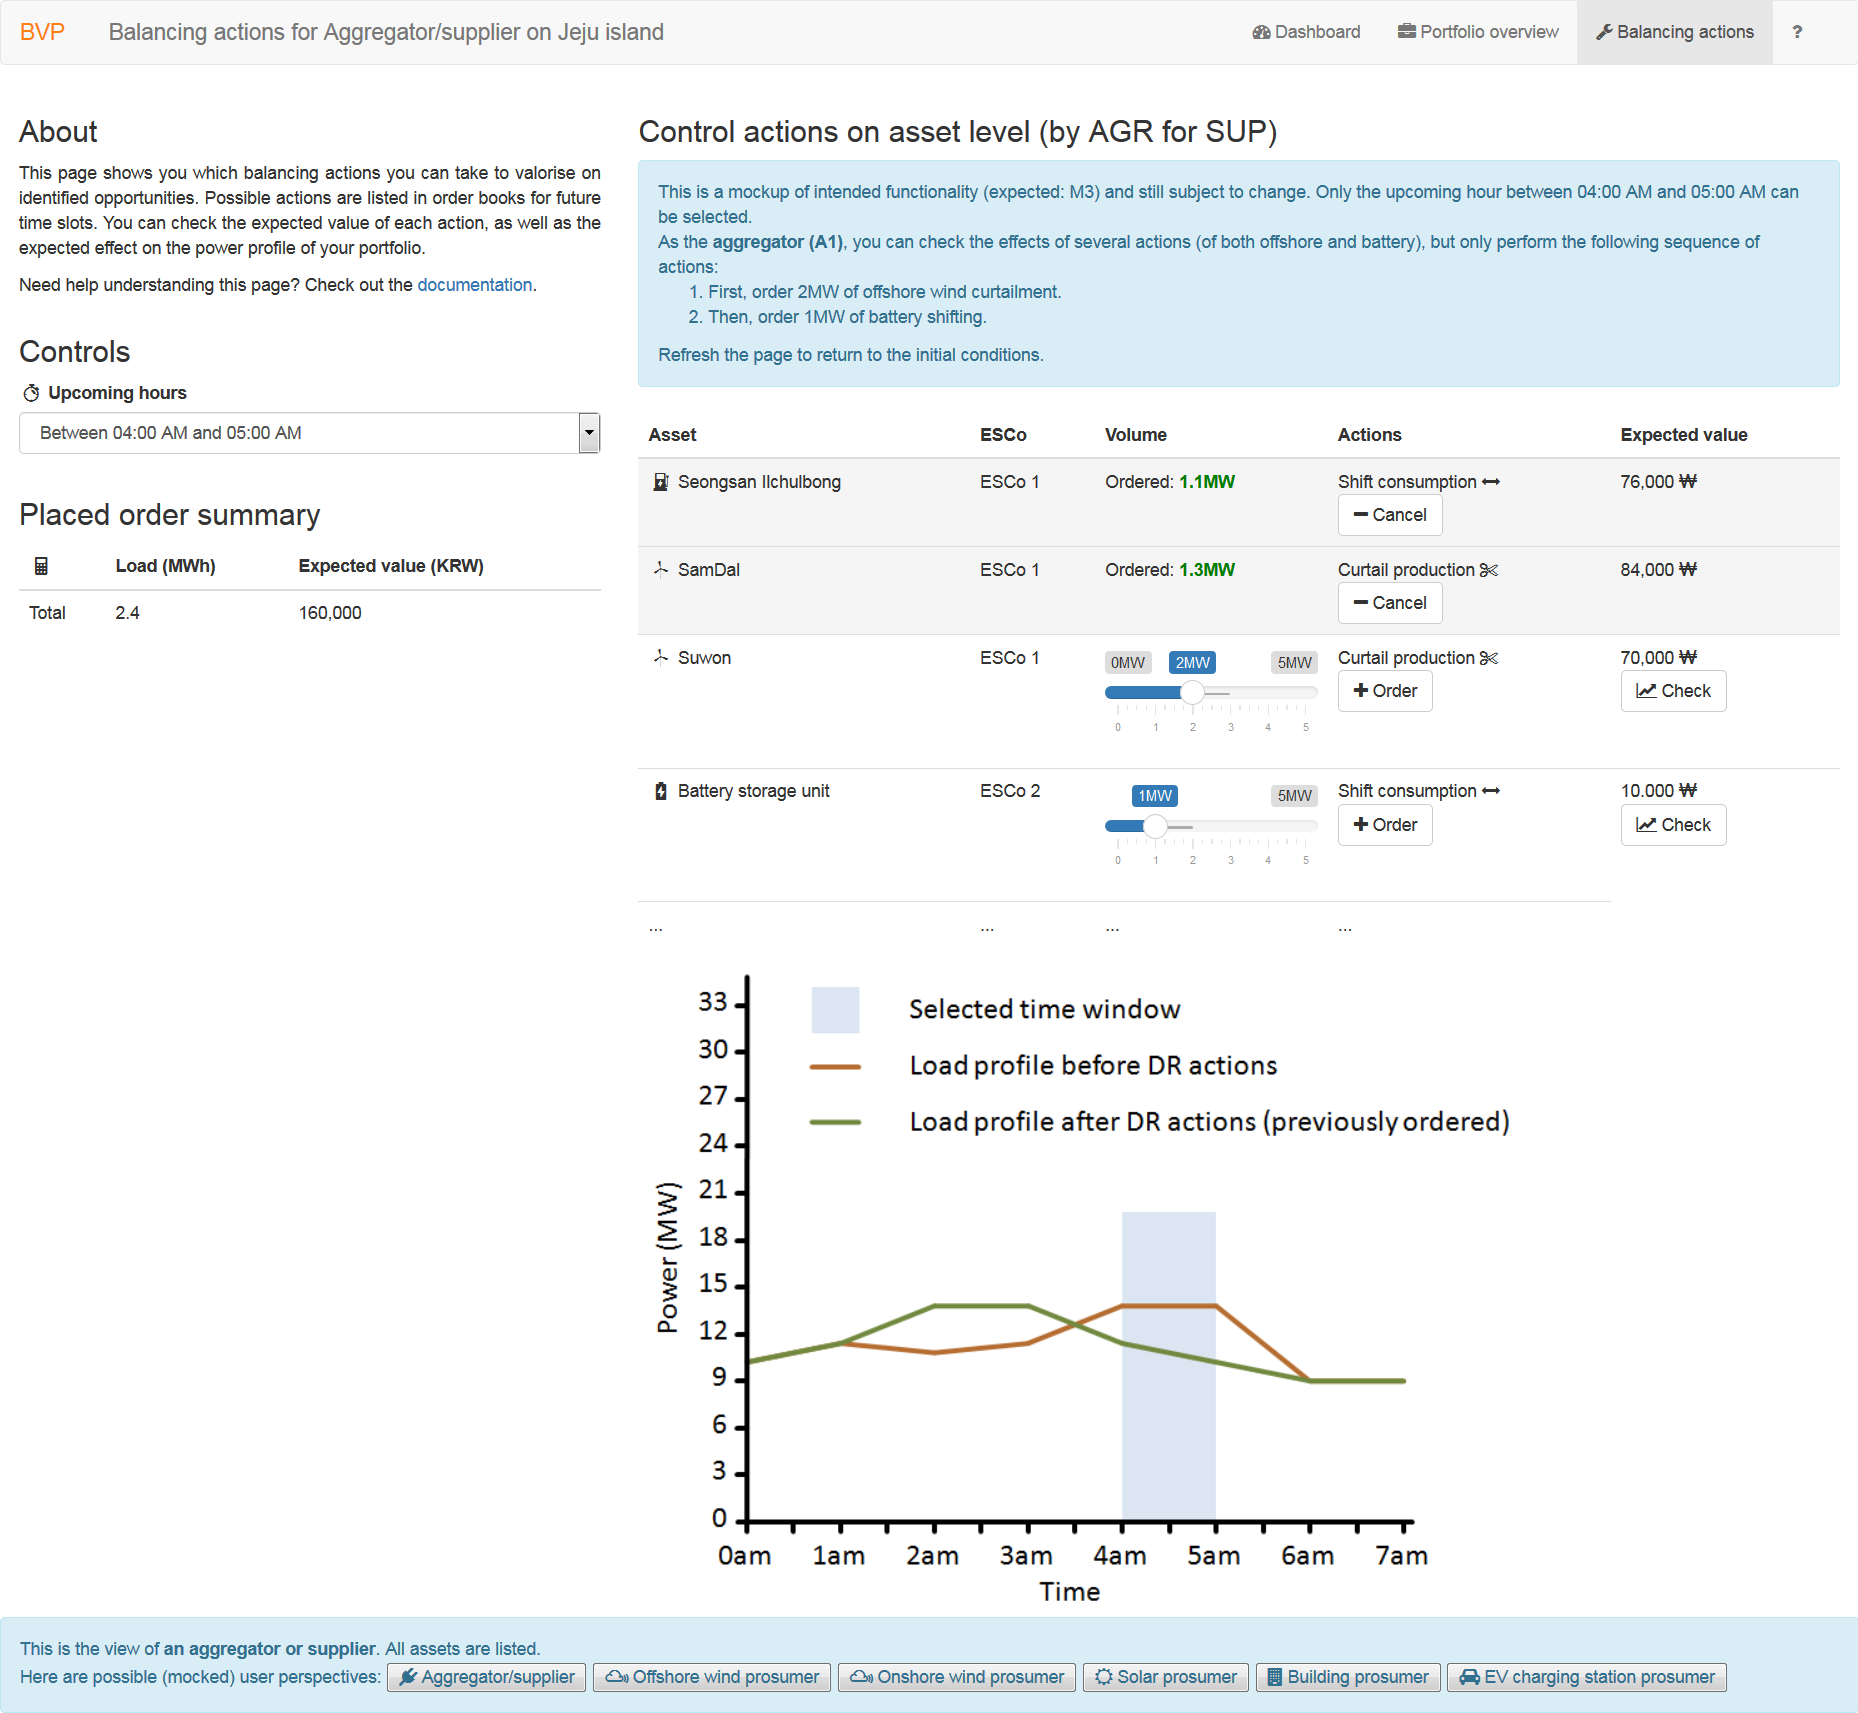 BVP Balancing actions for Aggregator/supplier on Jeju island Dashboard Portfolio overview Balancing actions ?
About
This page shows you which balancing actions you can take to valorise on
identified opportunities. Possible actions are listed in order books for future
time slots. You can check the expected value of each action, as well as the
expected effect on the power profile of your portfolio.
Need help understanding this page? Check out the documentation.
Controls
Upcoming hours
Between 04:00 AM and 05:00 AM
Placed order summary
Load (MWh) Expected value (KRW)
Total 2.4 160,000
Control actions on asset level (by AGR for SUP)
This is a mockup of intended functionality (expected: M3) and still subject to change. Only the upcoming hour between 04:00 AM and 05:00 AM can
be selected.
As the aggregator (A1), you can check the effects of several actions (of both offshore and battery), but only perform the following sequence of
actions:
1. First, order 2MW of offshore wind curtailment.
2. Then, order 1MW of battery shifting.
Refresh the page to return to the initial conditions.
Asset ESCo Volume Actions Expected value
Seongsan Ilchulbong ESCo 1 Ordered: 1.1MW Shift consumption 76,000 ₩
Cancel
SamDal ESCo 1 Ordered: 1.3MW Curtail production 84,000 ₩
Cancel
Suwon ESCo 1 0MW 2MW 5MW Curtail production 70,000 ₩
Order Check
0 1 2 3 4 5
Battery storage unit ESCo 2 1MW 5MW Shift consumption 10.000 ₩
Order Check
0 1 2 3 4 5
... ... ... ...
Selected time window
Load profile before DR actions
Load profile after DR actions (previously ordered)
Power (MW)
33
30
27
24
21
18
15
12
9
6
3
0
0am 1am 2am 3am 4am 5am 6am 7am
Time
This is the view of an aggregator or supplier. All assets are listed.
Here are possible (mocked) user perspectives: Aggregator/supplier Offshore wind prosumer Onshore wind prosumer Solar prosumer Building prosumer EV charging station prosumer